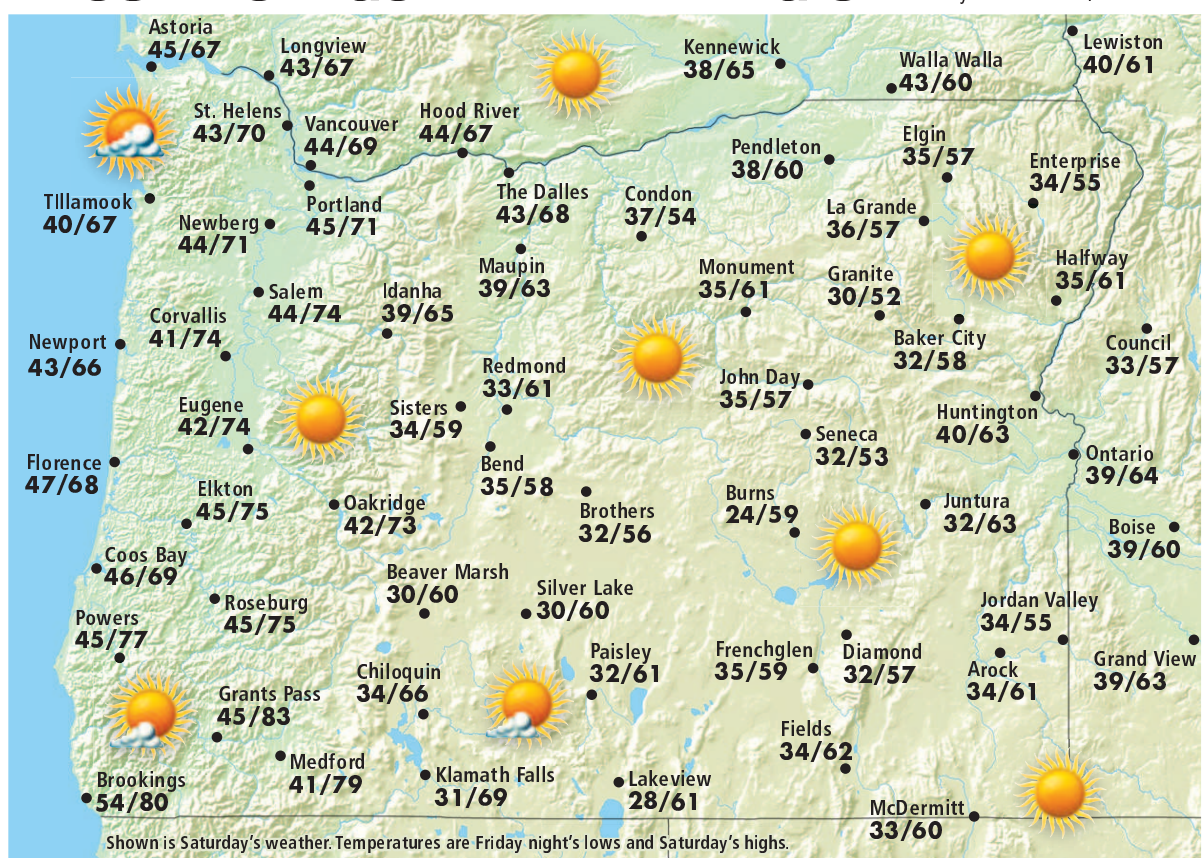 Astoria
45/67
Longview
43/67
Kennewick
38/65
Walla Walla
43/60
Lewiston
40/61
St. Helens
43/70
Vancouver
44/69
Hood River
44/67
Pendleton
38/60
Elgin
35/57
Enterprise
34/55
TIllamook
40/67
Newberg
44/71
Portland
45/71
The Dalles
43/68
Condon
37/54
La Grande
36/57
Maupin
39/63
Monument
35/61
Granite
30/52
Halfway
35/61
Salem
44/74
Idanha
39/65
Corvallis
41/74
Newport
43/66
Baker City
32/58
Council
33/57
Redmond
33/61
John Day
35/57
Eugene
42/74
Sisters
34/59
Huntington
40/63
Seneca
32/53
Florence
47/68
Bend
35/58
Ontario
39/64
Elkton
45/75
Oakridge
42/73
Brothers
32/56
Burns
24/59
Juntura
32/63
Boise
39/60
Coos Bay
46/69
Beaver Marsh
30/60
Silver Lake
30/60
Roseburg
45/75
Powers
45/77
Jordan Valley
34/55
Paisley
32/61
Frenchglen
35/59
Diamond
32/57
Arock
34/61
Grand View
39/63
Chiloquin
34/66
Grants Pass
45/83
Fields
34/62
Medford
41/79
Klamath Falls
31/69
Lakeview
28/61
Brookings
54/80
McDermitt
33/60
Shown is Saturday's weather. Temperatures are Friday night's lows and Saturday's highs.